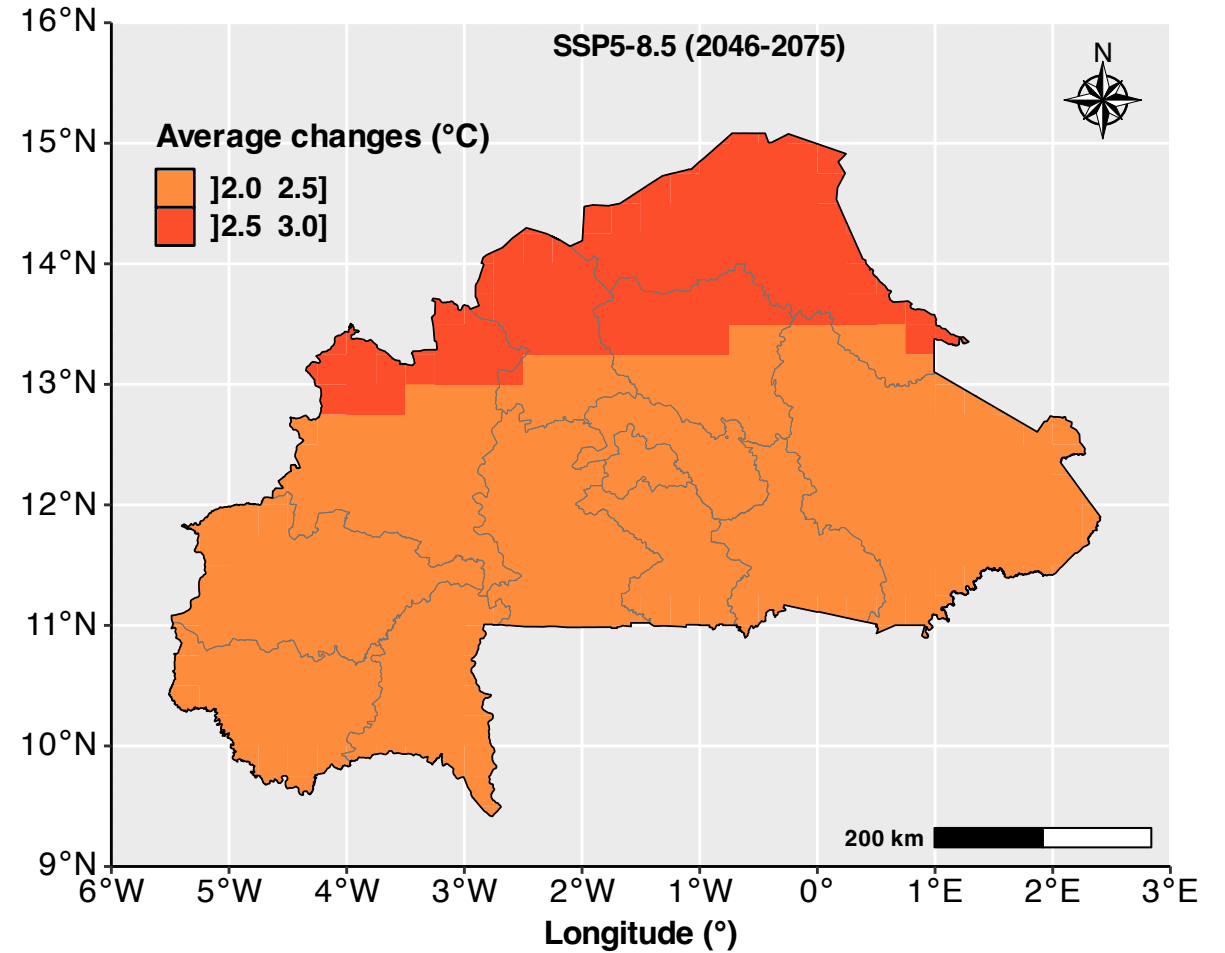 16°N
SSP5-8.5 (2046-2075)
N
15°N
Average changes (°C)
]2.0 2.5]
]2.5 3.0]
14°N
13°N
12°N
11°N
10°N
200 km
9°N
6°W 5°W 4°W 3°W 2°W 1°W 0° 1°E 2°E 3°E
Longitude (°)